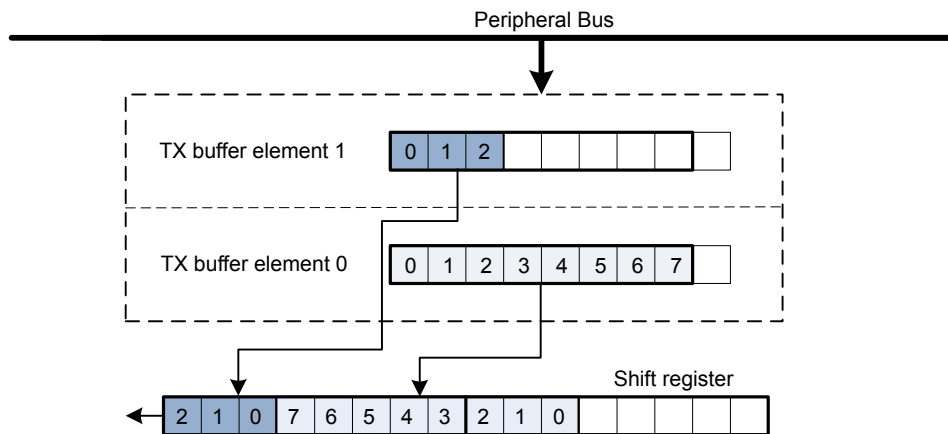 Peripheral Bus
TX buffer element 1
0 1 2
TX buffer element 0
0 1 2 3 4 5 6 7
Shift register
2 1 0 7 6 5 4 3 2 1 0